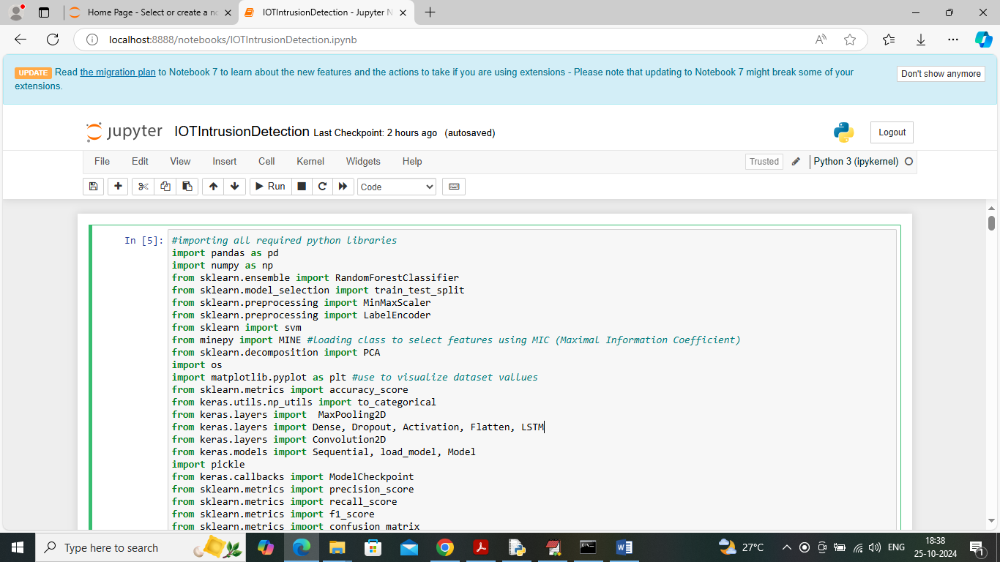 Home Page - Select or create a no
IOTIntrusionDetection - Jupyter N
localhost:8888/notebooks/IOTIntrusionDetection.ipynb
UPDATE Read the migration plan to Notebook 7 to learn about the new features and the actions to take if you are using extensions - Please note that updating to Notebook 7 might break some of your
extensions.
Don't show anymore
jupyter IOTIntrusionDetection Last Checkpoint: 2 hours ago (autosaved)
Logout
File Edit View Insert Cell Kernel Widgets Help
Trusted Python 3 (ipykernel)
Run Code
In [5]: #importing all required python libraries
import pandas as pd
import numpy as np
from sklearn.ensemble import RandomForestClassifier
from sklearn.model_selection import train_test_split
from sklearn.preprocessing import MinMaxScaler
from sklearn.preprocessing import LabelEncoder
from sklearn import svm
from minepy import MINE #loading class to select features using MIC (Maximal Information Coefficient)
from sklearn.decomposition import PCA
import os
import matplotlib.pyplot as plt #use to visualize dataset vallues
from sklearn.metrics import accuracy_score
from keras.utils.np_utils import to_categorical
from keras.layers import  MaxPooling2D
from keras.layers import Dense, Dropout, Activation, Flatten, LSTM
from keras.layers import Convolution2D
from keras.models import Sequential, load_model, Model
import pickle
from keras.callbacks import ModelCheckpoint
from sklearn.metrics import precision_score
from sklearn.metrics import recall_score
from sklearn.metrics import f1_score
from sklearn.metrics import confusion_matrix
Type here to search
27°C
ENG
18:38
25-10-2024
1